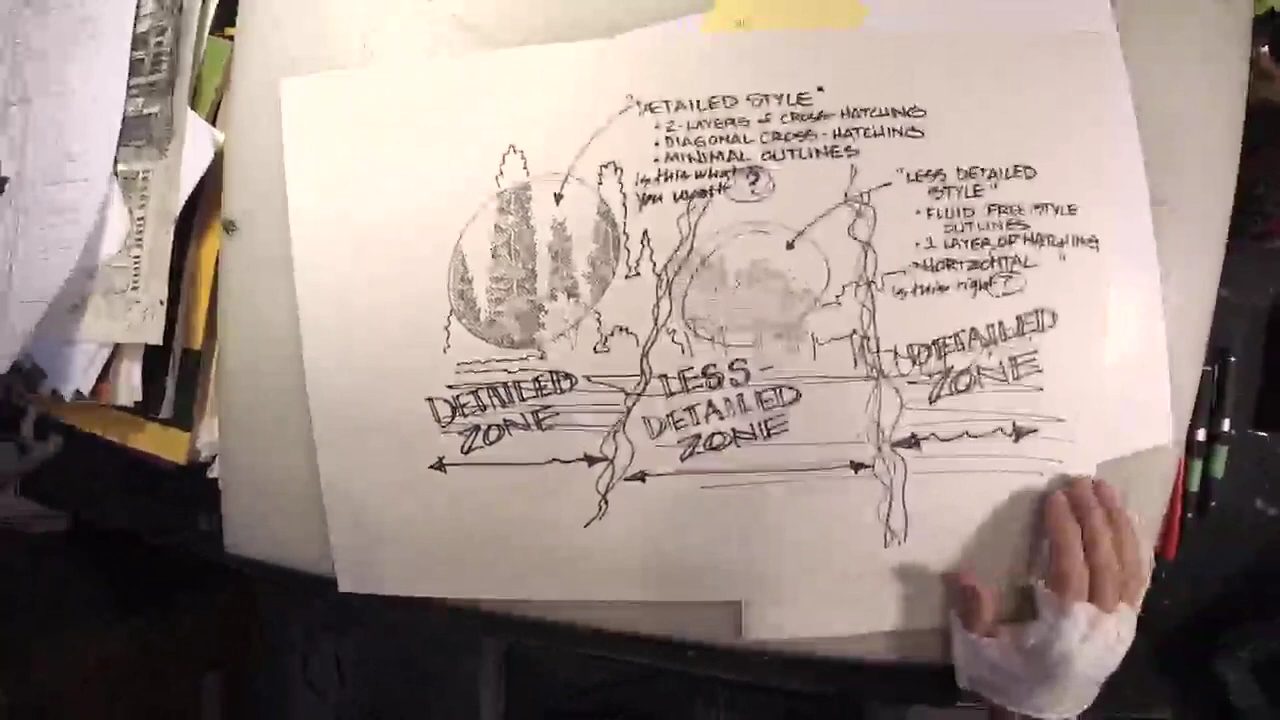 "DETAILED STYLE"
• 2-LAYERS of CROSS-HATCHING
• DIAGONAL CROSS-HATCHING
• MINIMAL OUTLINES
is this what
you want?
"LESS DETAILED
STYLE"
• FLUID FREE STYLE
OUTLINES
• 1 LAYER OF HATCHING
• HORIZONTAL "
is this right?
DETAILED
ZONE
LESS-
DETAILED
ZONE
DETAILED
ZONE